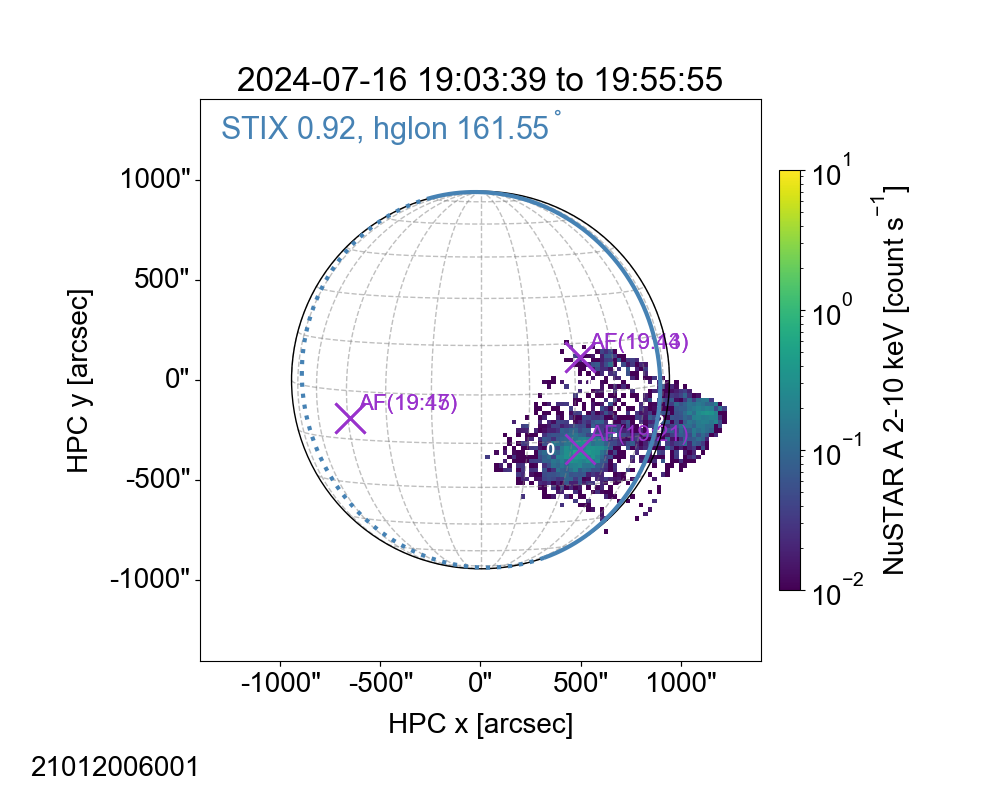 2024-07-16 19:03:39 to 19:55:55
STIX 0.92, hglon 161.55°
1000"
500"
0"
-500"
-1000"
HPC y [arcsec]
0
-1000" -500" 0" 500" 1000"
HPC x [arcsec]
10¹
10⁰
10⁻¹
10⁻²
NuSTAR A 2-10 keV [count s⁻¹]
21012006001